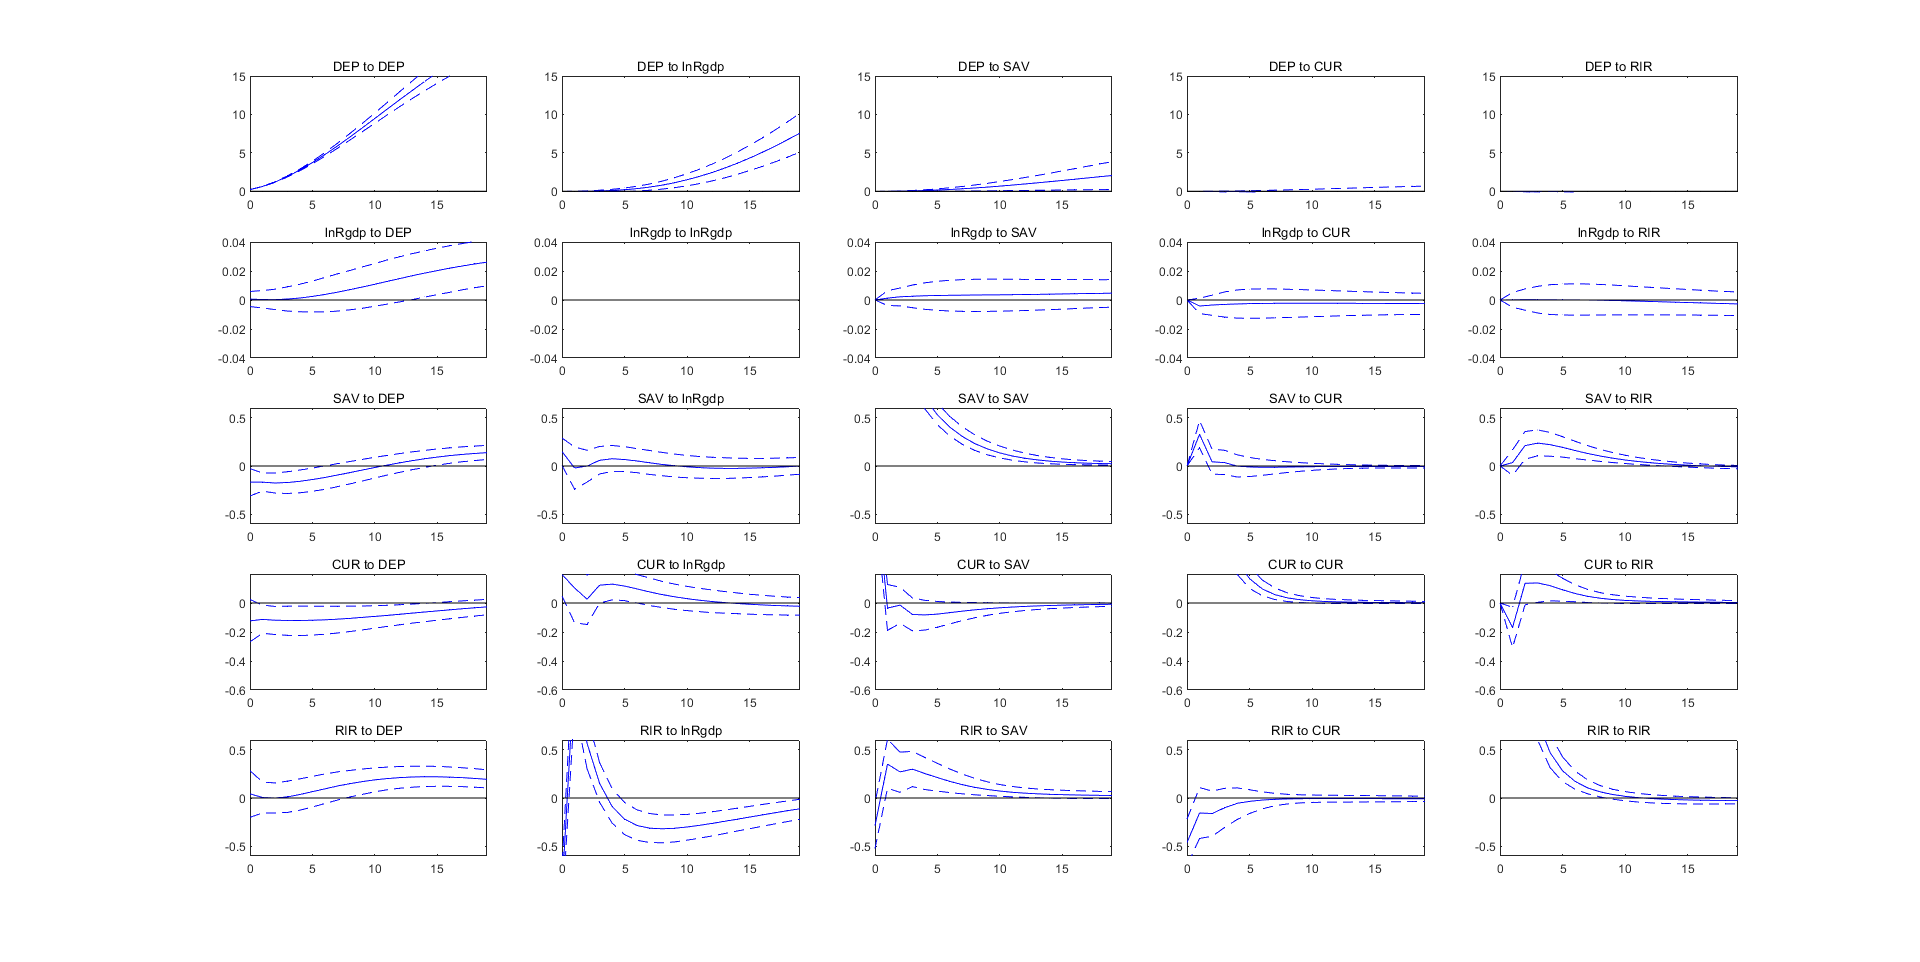 DEP to DEP
DEP to lnRgdp
DEP to SAV
DEP to CUR
DEP to RIR
15 15 15 15 15
10 10 10 10 10
5 5 5 5 5
0 0 0 0 0
0 5 10 15 0 5 10 15 0 5 10 15 0 5 10 15 0 5 10 15
lnRgdp to DEP
lnRgdp to lnRgdp
lnRgdp to SAV
lnRgdp to CUR
lnRgdp to RIR
0.04 0.04 0.04 0.04 0.04
0.02 0.02 0.02 0.02 0.02
0 0 0 0 0
-0.02 -0.02 -0.02 -0.02 -0.02
-0.04 -0.04 -0.04 -0.04 -0.04
0 5 10 15 0 5 10 15 0 5 10 15 0 5 10 15 0 5 10 15
SAV to DEP
SAV to lnRgdp
SAV to SAV
SAV to CUR
SAV to RIR
0.5 0.5 0.5 0.5 0.5
0 0 0 0 0
-0.5 -0.5 -0.5 -0.5 -0.5
0 5 10 15 0 5 10 15 0 5 10 15 0 5 10 15 0 5 10 15
CUR to DEP
CUR to lnRgdp
CUR to SAV
CUR to CUR
CUR to RIR
0 0 0 0 0
-0.2 -0.2 -0.2 -0.2 -0.2
-0.4 -0.4 -0.4 -0.4 -0.4
-0.6 -0.6 -0.6 -0.6 -0.6
0 5 10 15 0 5 10 15 0 5 10 15 0 5 10 15 0 5 10 15
RIR to DEP
RIR to lnRgdp
RIR to SAV
RIR to CUR
RIR to RIR
0.5 0.5 0.5 0.5 0.5
0 0 0 0 0
-0.5 -0.5 -0.5 -0.5 -0.5
0 5 10 15 0 5 10 15 0 5 10 15 0 5 10 15 0 5 10 15